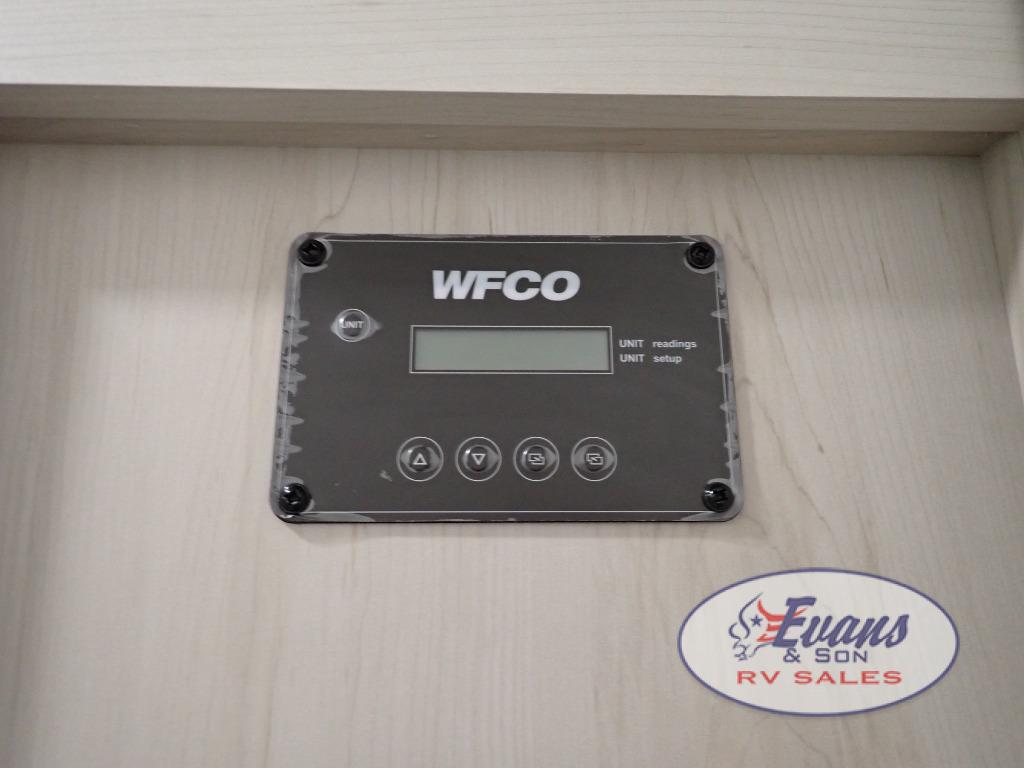 WFCO
UNIT
UNIT readings
UNIT setup
Evans
& SON
RV SALES